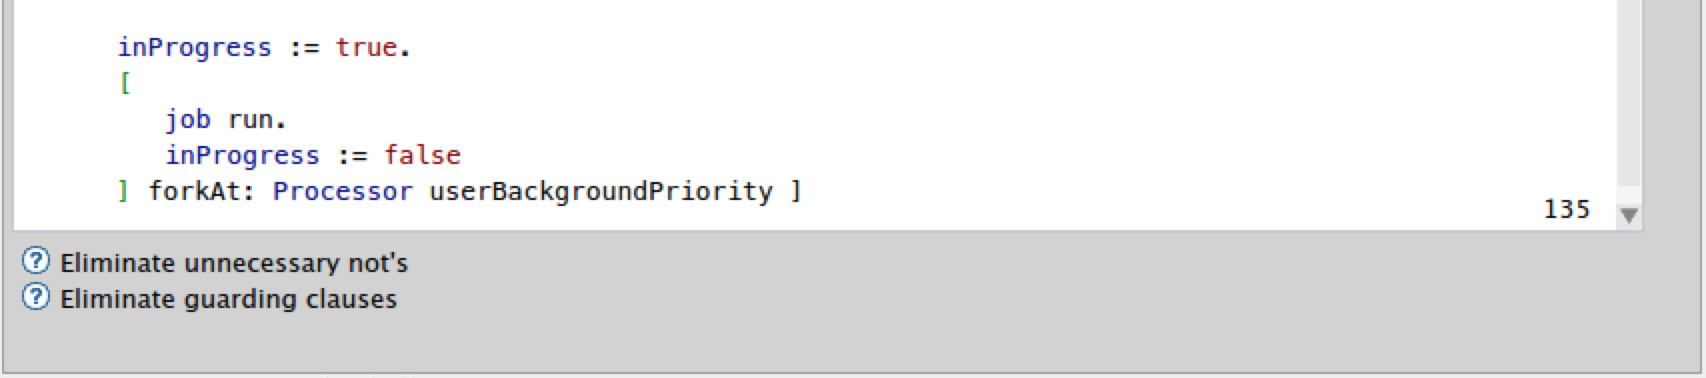 inProgress := true.
[
job run.
inProgress := false
] forkAt: Processor userBackgroundPriority ]
135
Eliminate unnecessary not's
Eliminate guarding clauses